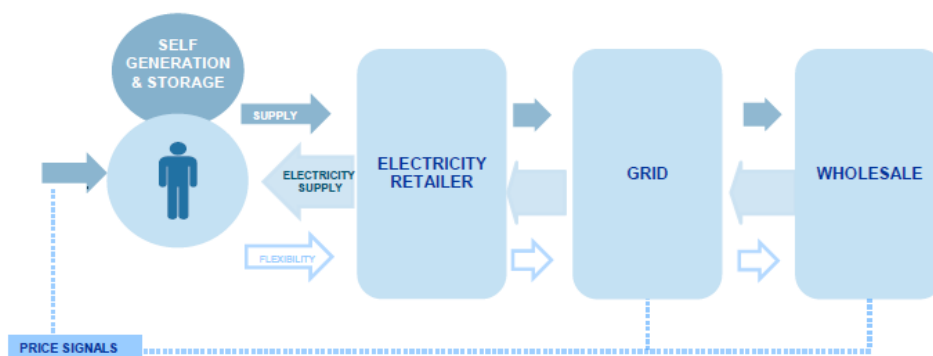 SELF
GENERATION
& STORAGE
SUPPLY
ELECTRICITY
SUPPLY
FLEXIBILITY
ELECTRICITY
RETAILER
GRID
WHOLESALE
PRICE SIGNALS